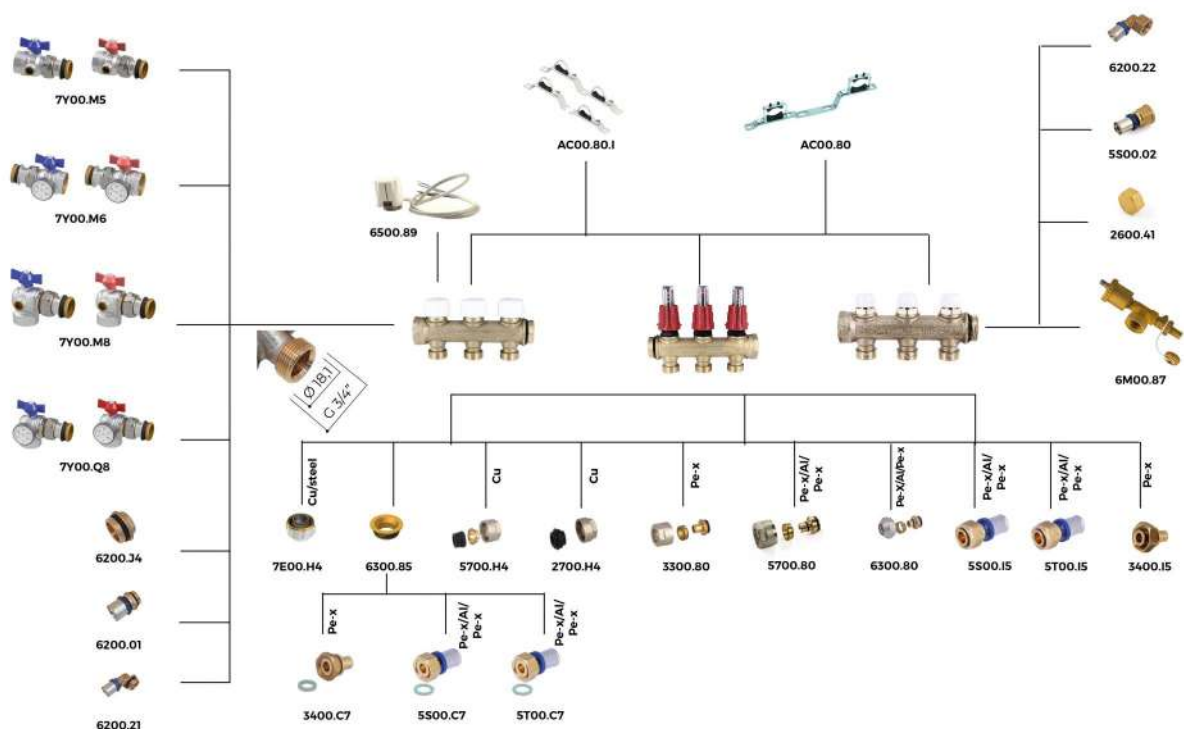 7Y00.M5
7Y00.M6
7Y00.M8
7Y00.Q8
6200.J4
6200.01
6200.21
AC00.80.I
AC00.80
6500.89
Ø 18,1
G 3/4"
6200.22
5S00.02
2600.41
6M00.87
Cu/steel
Cu
Cu
Pe-x
Pe-x/Al/
Pe-x
Pe-x/Al/Pe-x
Pe-x/Al/
Pe-x
Pe-x/Al/
Pe-x
Pe-x
7E00.H4
6300.85
5700.H4
2700.H4
3300.80
5700.80
6300.80
5S00.I5
5T00.I5
3400.I5
Pe-x
Pe-x/Al/
Pe-x
Pe-x/Al/
Pe-x
3400.C7
5S00.C7
5T00.C7